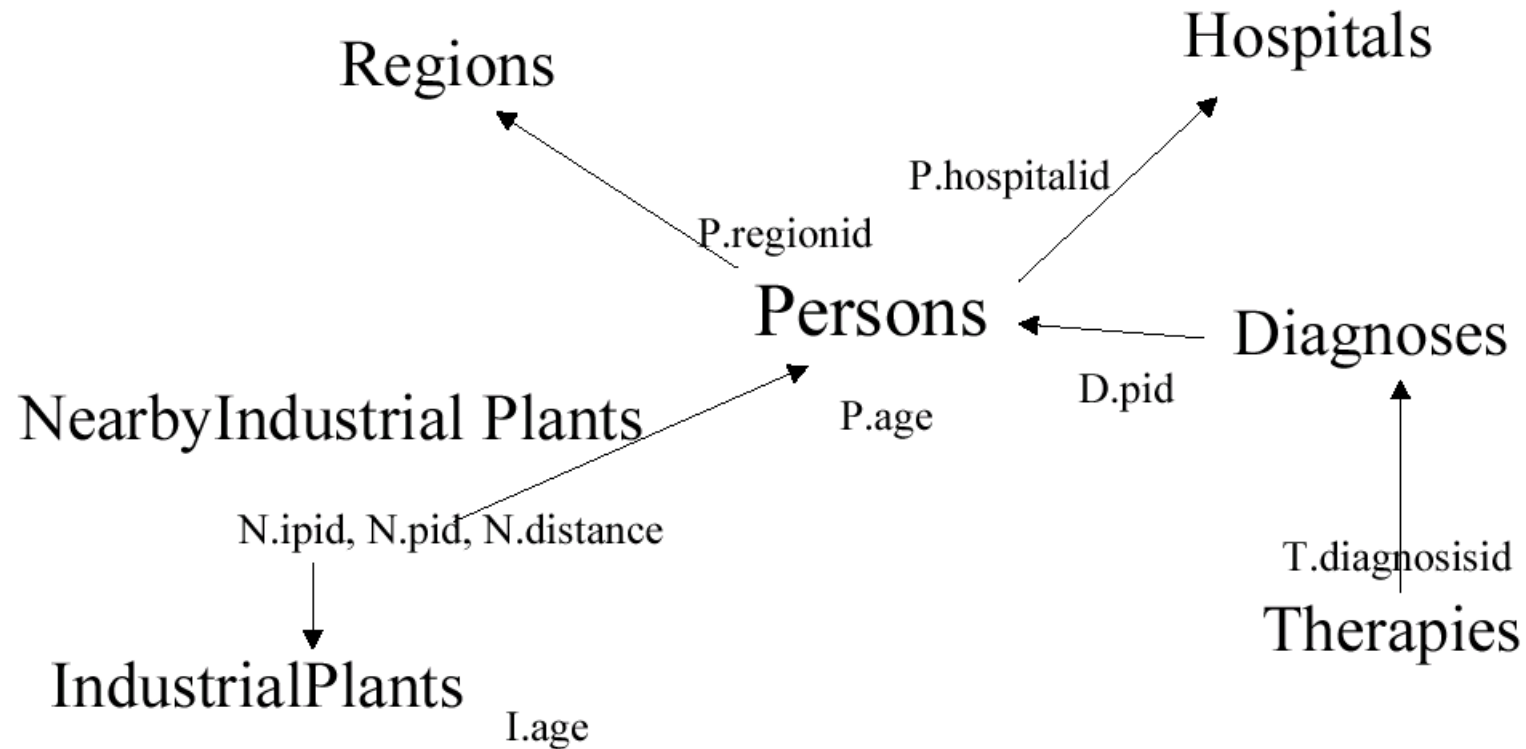 Regions
Hospitals
P.hospitalid
P.regionid
Persons
Diagnoses
D.pid
P.age
NearbyIndustrial Plants
N.ipid, N.pid, N.distance
T.diagnosisid
Therapies
IndustrialPlants
I.age